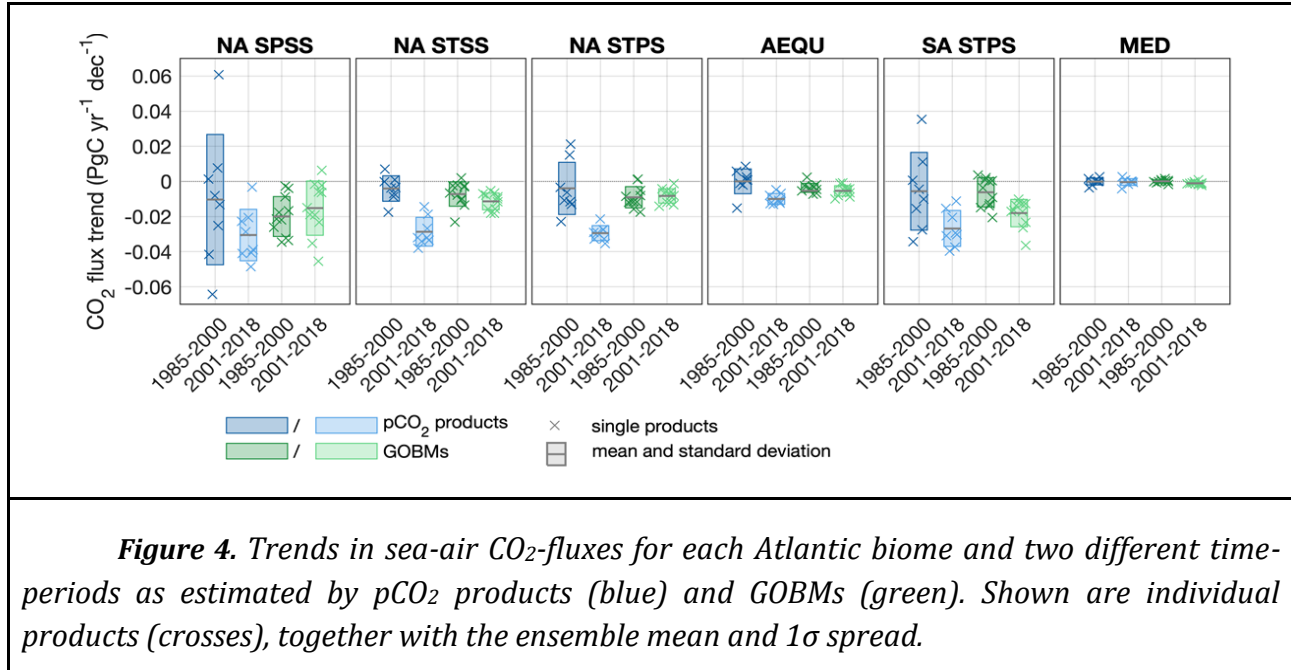 NA SPSS NA STSS NA STPS AEQU SA STPS MED
CO₂ flux trend (PgC yr⁻¹ dec⁻¹)
0.06
0.04
0.02
0
-0.02
-0.04
-0.06
1985-2000 2001-2018 1985-2000 2001-2018 1985-2000 2001-2018 1985-2000 2001-2018 1985-2000 2001-2018 1985-2000 2001-2018 1985-2000 2001-2018 1985-2000 2001-2018 1985-2000 2001-2018 1985-2000 2001-2018 1985-2000 2001-2018 1985-2000 2001-2018
/ pCO₂ products × single products
/ GOBMs mean and standard deviation
Figure 4. Trends in sea-air CO₂-fluxes for each Atlantic biome and two different time-
periods as estimated by pCO₂ products (blue) and GOBMs (green). Shown are individual
products (crosses), together with the ensemble mean and 1σ spread.